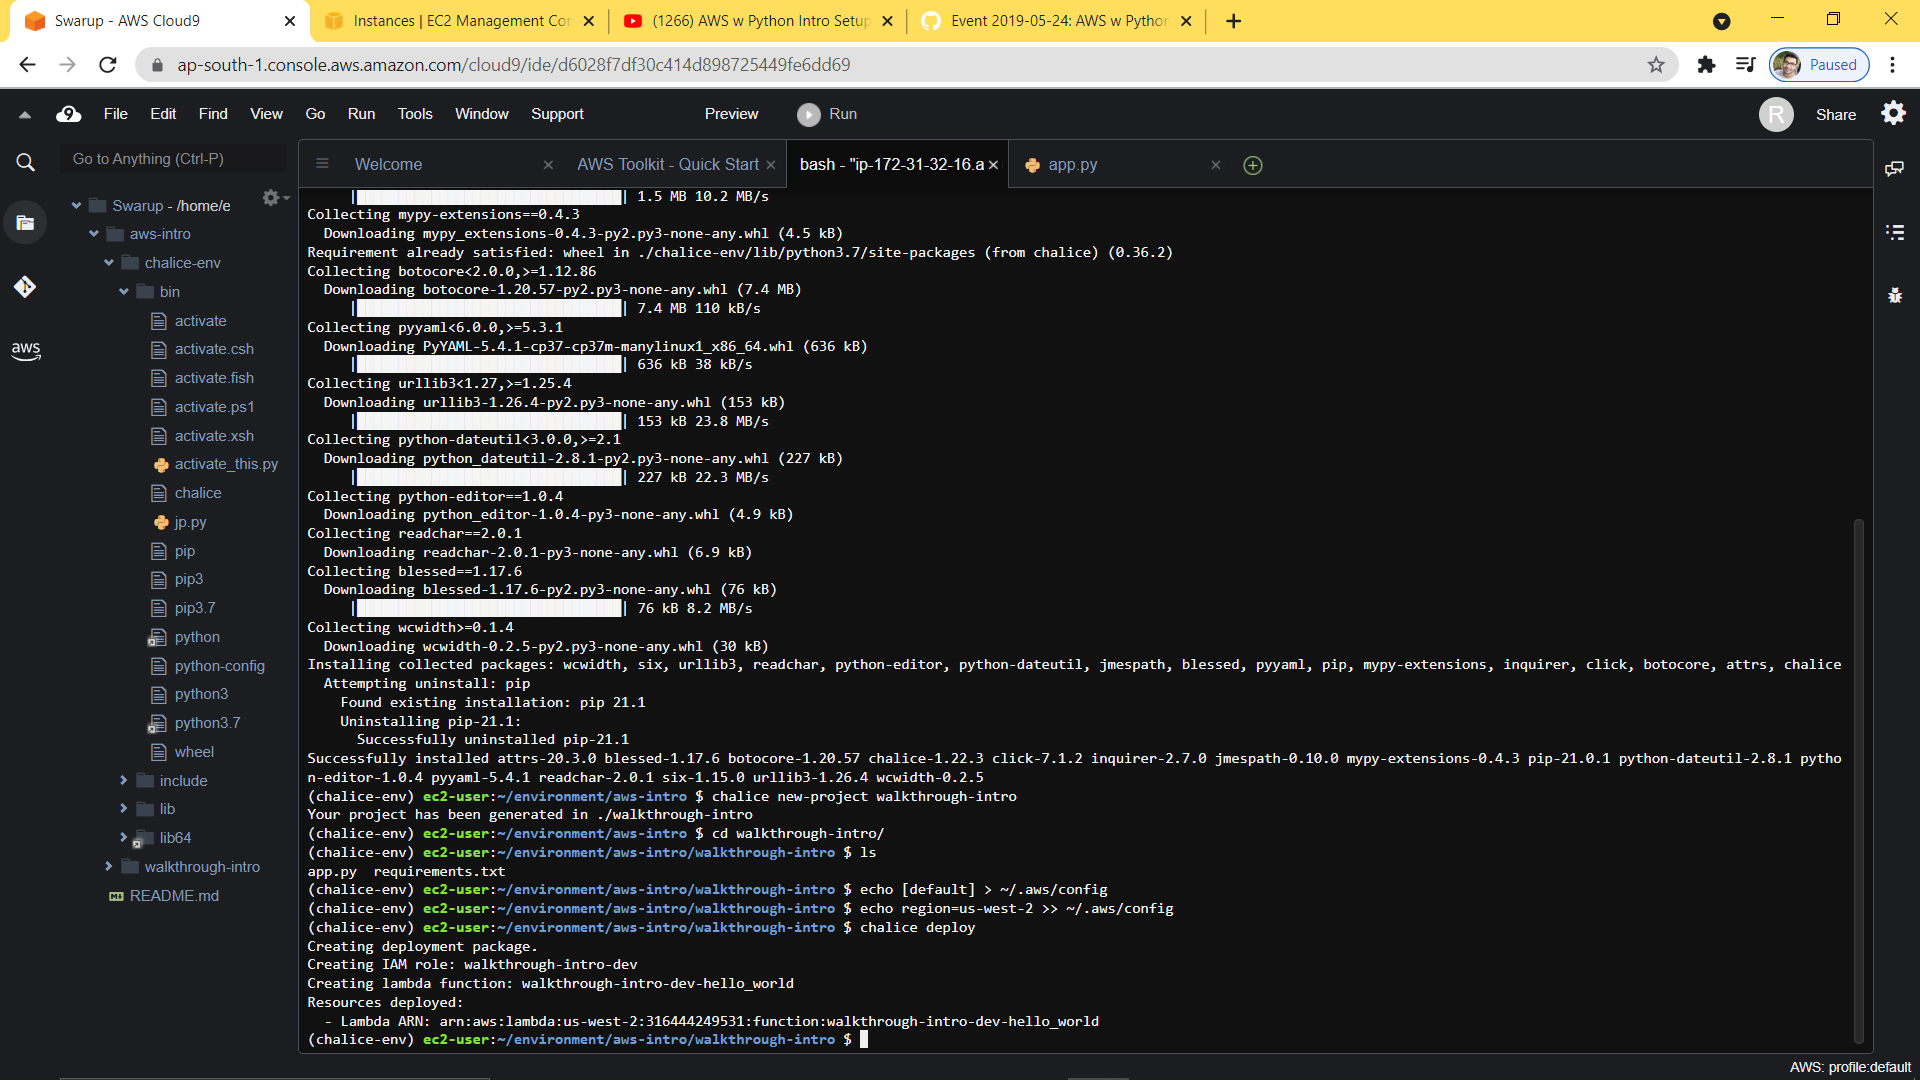 Swarup - AWS Cloud9
Instances | EC2 Management Con
(1266) AWS w Python Intro Setup
Event 2019-05-24: AWS w Python
ap-south-1.console.aws.amazon.com/cloud9/ide/d6028f7df30c414d898725449fe6dd69
Paused
9 File Edit Find View Go Run Tools Window Support Preview Run R Share
Go to Anything (Ctrl-P)
Welcome
AWS Toolkit - Quick Start
bash - "ip-172-31-32-16.a
app.py
aws
Swarup - /home/e
aws-intro
chalice-env
bin
activate
activate.csh
activate.fish
activate.ps1
activate.xsh
activate_this.py
chalice
jp.py
pip
pip3
pip3.7
python
python-config
python3
python3.7
wheel
include
lib
lib64
walkthrough-intro
README.md
| 1.5 MB 10.2 MB/s
Collecting mypy-extensions==0.4.3
Downloading mypy_extensions-0.4.3-py2.py3-none-any.whl (4.5 kB)
Requirement already satisfied: wheel in ./chalice-env/lib/python3.7/site-packages (from chalice) (0.36.2)
Collecting botocore<2.0.0,>=1.12.86
Downloading botocore-1.20.57-py2.py3-none-any.whl (7.4 MB)
| 7.4 MB 110 kB/s
Collecting pyyaml<6.0.0,>=5.3.1
Downloading PyYAML-5.4.1-cp37-cp37m-manylinux1_x86_64.whl (636 kB)
| 636 kB 38 kB/s
Collecting urllib3<1.27,>=1.25.4
Downloading urllib3-1.26.4-py2.py3-none-any.whl (153 kB)
| 153 kB 23.8 MB/s
Collecting python-dateutil<3.0.0,>=2.1
Downloading python_dateutil-2.8.1-py2.py3-none-any.whl (227 kB)
| 227 kB 22.3 MB/s
Collecting python-editor==1.0.4
Downloading python_editor-1.0.4-py3-none-any.whl (4.9 kB)
Collecting readchar==2.0.1
Downloading readchar-2.0.1-py3-none-any.whl (6.9 kB)
Collecting blessed==1.17.6
Downloading blessed-1.17.6-py2.py3-none-any.whl (76 kB)
| 76 kB 8.2 MB/s
Collecting wcwidth>=0.1.4
Downloading wcwidth-0.2.5-py2.py3-none-any.whl (30 kB)
Installing collected packages: wcwidth, six, urllib3, readchar, python-editor, python-dateutil, jmespath, blessed, pyyaml, pip, mypy-extensions, inquirer, click, botocore, attrs, chalice
Attempting uninstall: pip
Found existing installation: pip 21.1
Uninstalling pip-21.1:
Successfully uninstalled pip-21.1
Successfully installed attrs-20.3.0 blessed-1.17.6 botocore-1.20.57 chalice-1.22.3 click-7.1.2 inquirer-2.7.0 jmespath-0.10.0 mypy-extensions-0.4.3 pip-21.0.1 python-dateutil-2.8.1 pytho
n-editor-1.0.4 pyyaml-5.4.1 readchar-2.0.1 six-1.15.0 urllib3-1.26.4 wcwidth-0.2.5
(chalice-env) ec2-user:~/environment/aws-intro $ chalice new-project walkthrough-intro
Your project has been generated in ./walkthrough-intro
(chalice-env) ec2-user:~/environment/aws-intro $ cd walkthrough-intro/
(chalice-env) ec2-user:~/environment/aws-intro/walkthrough-intro $ ls
app.py requirements.txt
(chalice-env) ec2-user:~/environment/aws-intro/walkthrough-intro $ echo [default] > ~/.aws/config
(chalice-env) ec2-user:~/environment/aws-intro/walkthrough-intro $ echo region=us-west-2 >> ~/.aws/config
(chalice-env) ec2-user:~/environment/aws-intro/walkthrough-intro $ chalice deploy
Creating deployment package.
Creating IAM role: walkthrough-intro-dev
Creating lambda function: walkthrough-intro-dev-hello_world
Resources deployed:
- Lambda ARN: arn:aws:lambda:us-west-2:316444249531:function:walkthrough-intro-dev-hello_world
(chalice-env) ec2-user:~/environment/aws-intro/walkthrough-intro $
AWS: profile:default